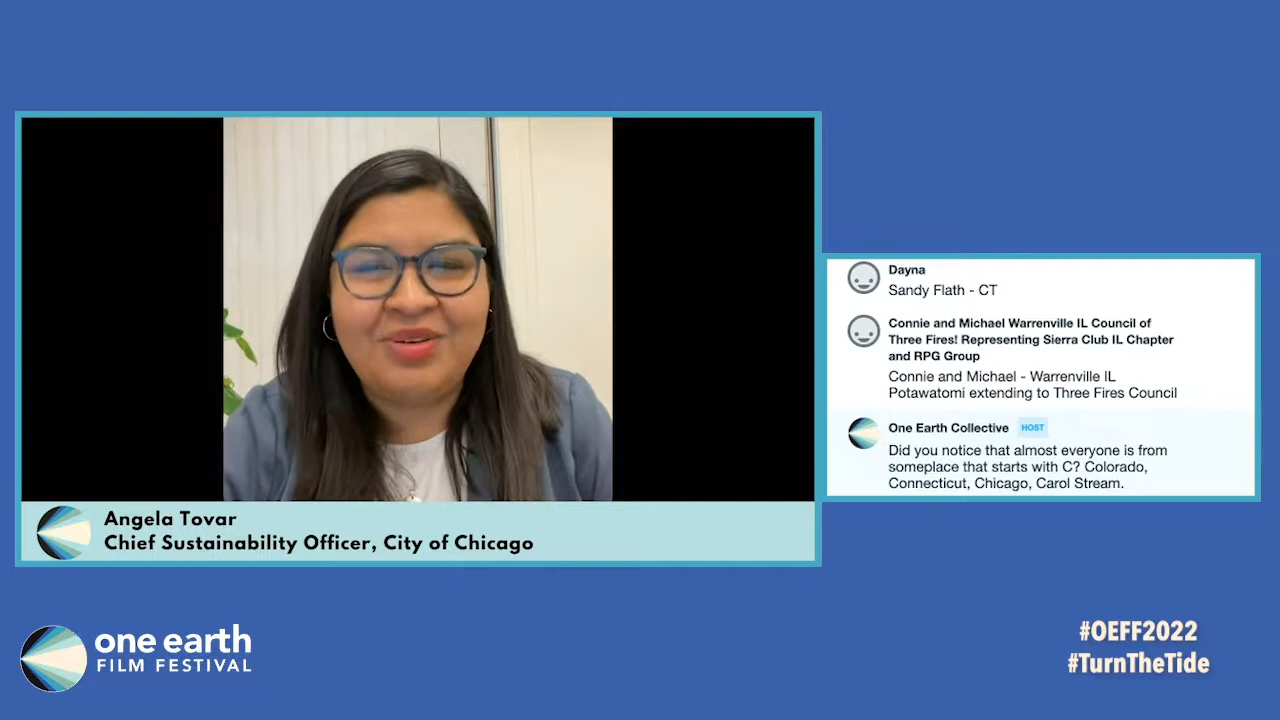 Dayna
Sandy Flath - CT
Connie and Michael Warrenville IL Council of
Three Fires! Representing Sierra Club IL Chapter
and RPG Group
Connie and Michael - Warrenville IL
Potawatomi extending to Three Fires Council
One Earth Collective HOST
Did you notice that almost everyone is from
someplace that starts with C? Colorado,
Connecticut, Chicago, Carol Stream.
Angela Tovar
Chief Sustainability Officer, City of Chicago
one earth
FILM FESTIVAL
#OEFF2022
#TurnTheTide